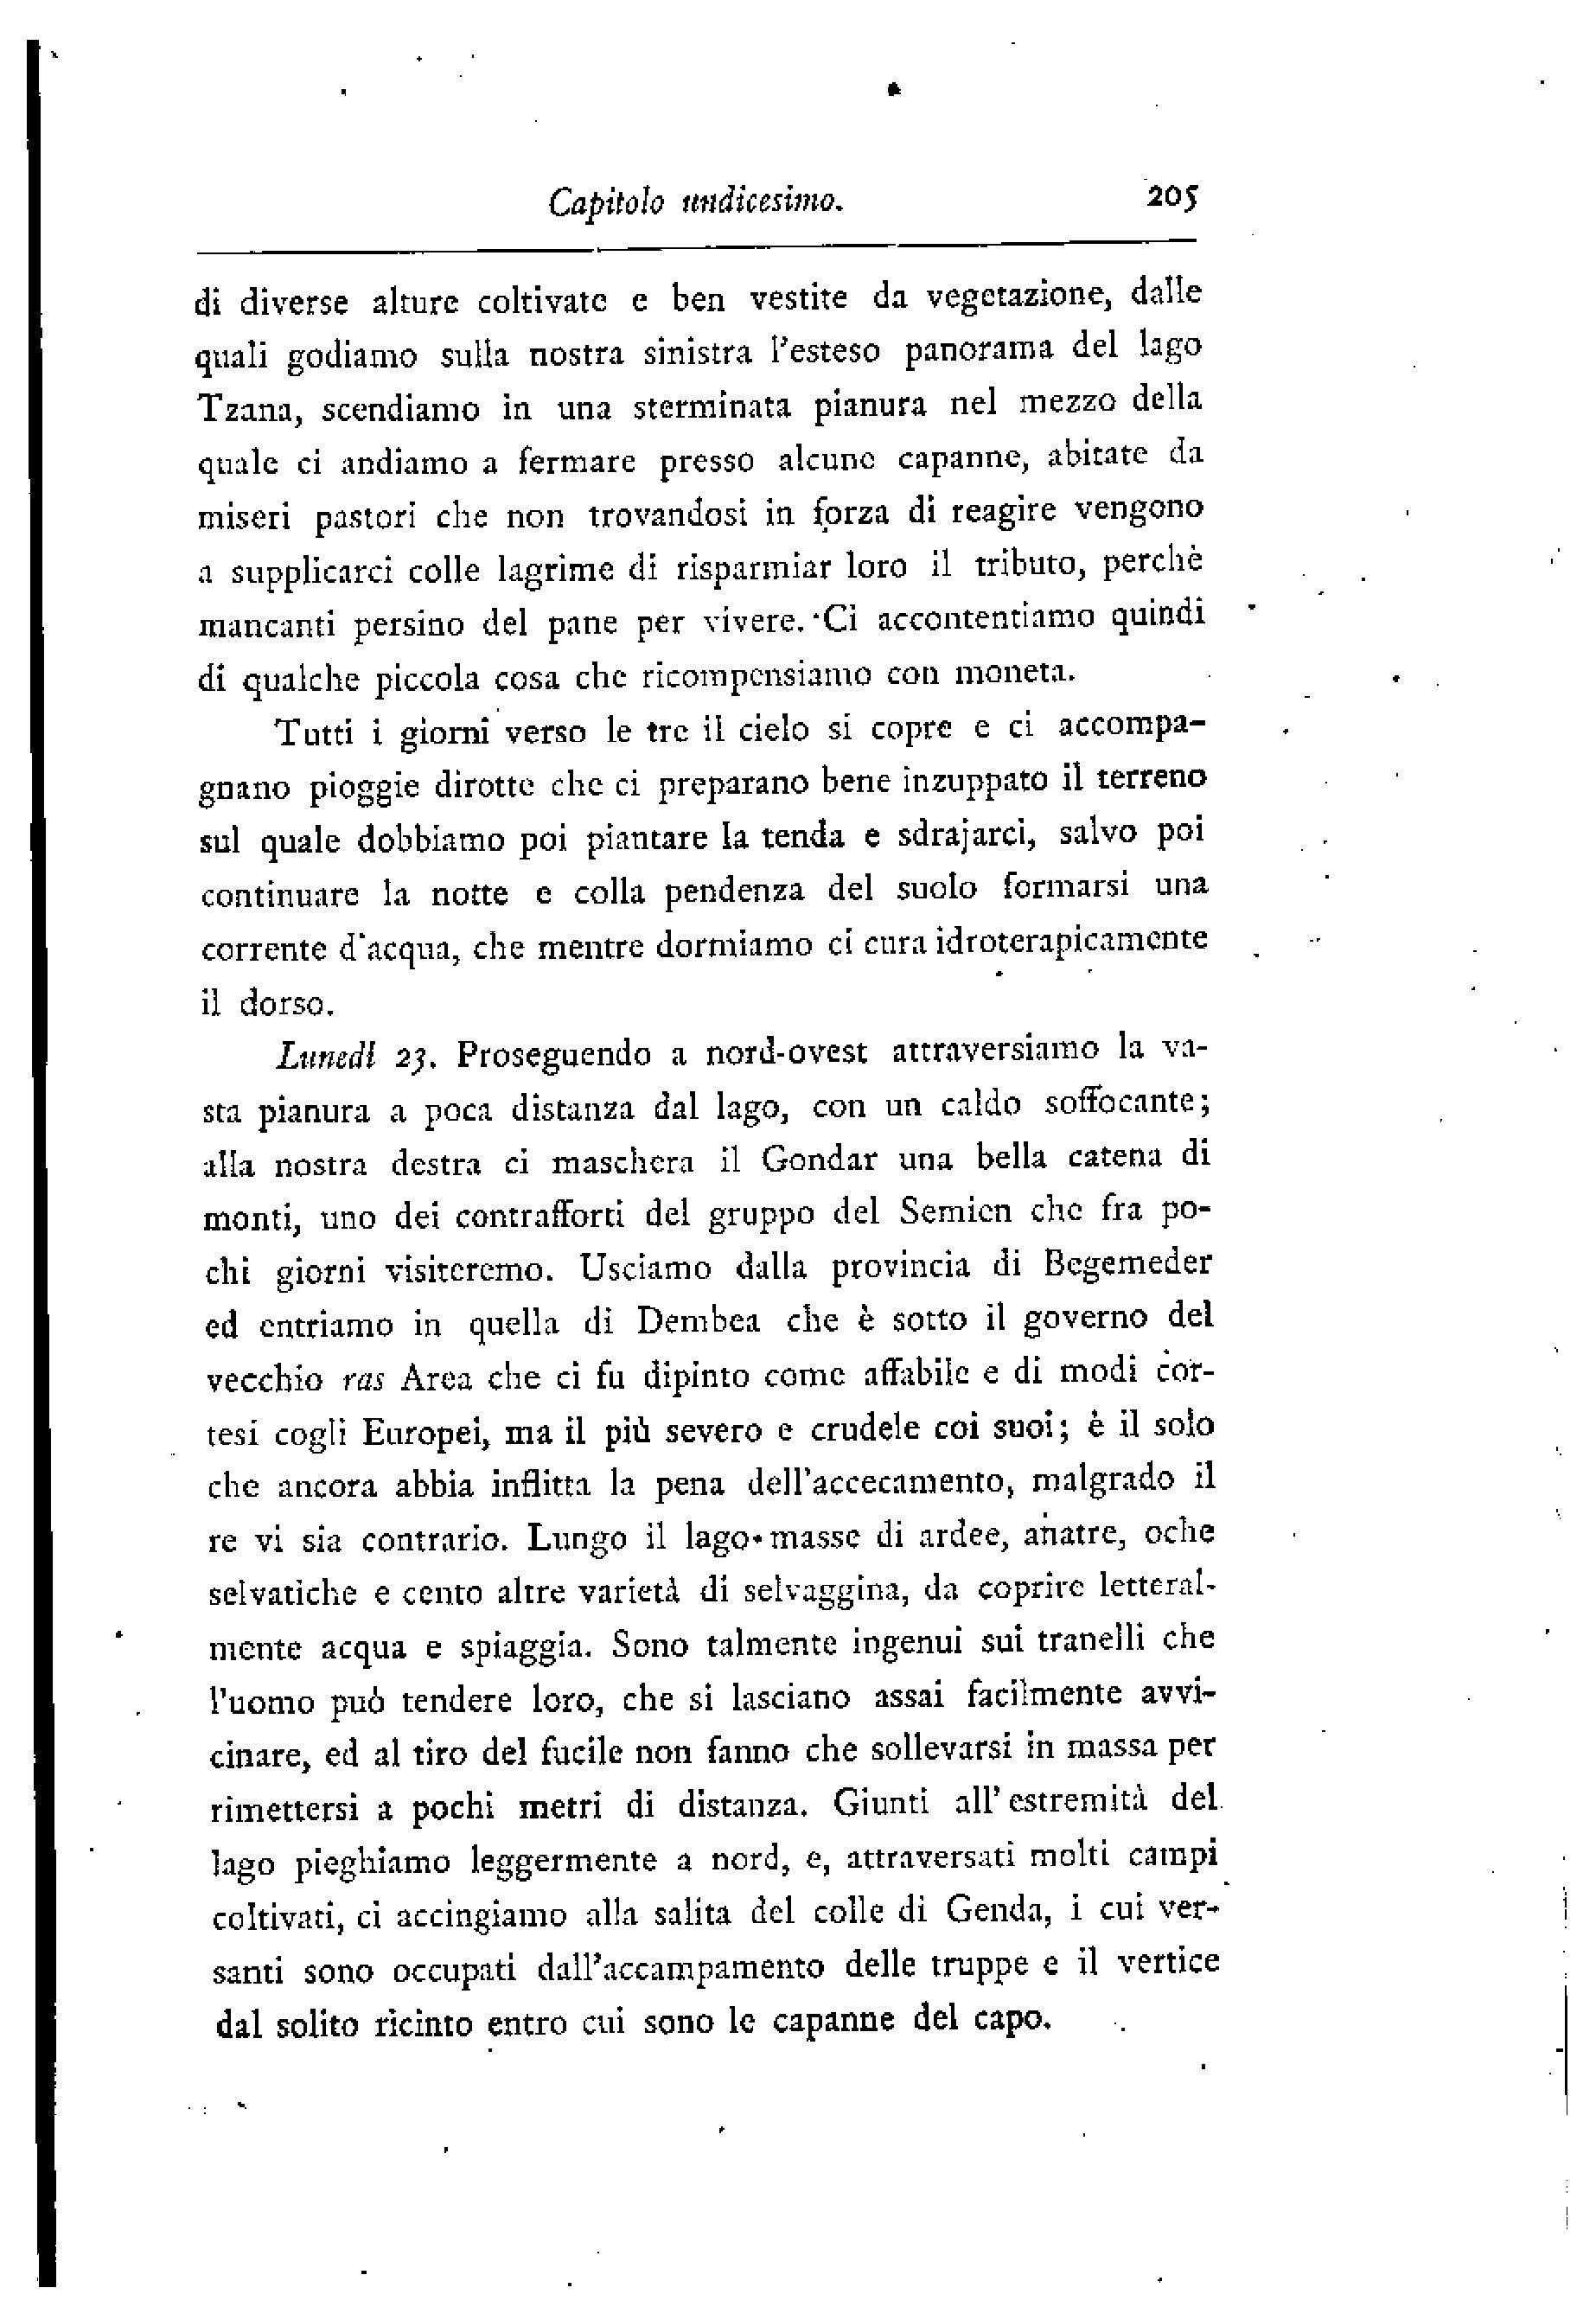 Capitolo undicesimo. 205
di diverse alture coltivate e ben vestite da vegetazione, dalle
quali godiamo sulla nostra sinistra l'esteso panorama del lago
Tzana, scendiamo in una sterminata pianura nel mezzo della
quale ci andiamo a fermare presso alcune capanne, abitate da
miseri pastori che non trovandosi in forza di reagire vengono
a supplicarci colle lagrime di risparmiar loro il tributo, perchè
mancanti persino del pane per vivere. Ci accontentiamo quindi
di qualche piccola cosa che ricompensiamo con moneta.
Tutti i giorni verso le tre il cielo si copre e ci accompa-
gnano pioggie dirotte che ci preparano bene inzuppato il terreno
sul quale dobbiamo poi piantare la tenda e sdrajarci, salvo poi
continuare la notte e colla pendenza del suolo formarsi una
corrente d'acqua, che mentre dormiamo ci cura idroterapicamente
il dorso.
Lunedì 23. Proseguendo a nord-ovest attraversiamo la va-
sta pianura a poca distanza dal lago, con un caldo soffocante;
alla nostra destra ci maschera il Gondar una bella catena di
monti, uno dei contrafforti del gruppo del Semien che fra po-
chi giorni visiteremo. Usciamo dalla provincia di Begemeder
ed entriamo in quella di Dembea che è sotto il governo del
vecchio ras Area che ci fu dipinto come affabile e di modi cor-
tesi cogli Europei, ma il più severo e crudele coi suoi; è il solo
che ancora abbia inflitta la pena dell'accecamento, malgrado il
re vi sia contrario. Lungo il lago masse di ardee, anatre, oche
selvatiche e cento altre varietà di selvaggina, da coprire letteral-
mente acqua e spiaggia. Sono talmente ingenui sui tranelli che
l'uomo può tendere loro, che si lasciano assai facilmente avvi-
cinare, ed al tiro del fucile non fanno che sollevarsi in massa per
rimettersi a pochi metri di distanza. Giunti all'estremità del
lago pieghiamo leggermente a nord, e, attraversati molti campi
coltivati, ci accingiamo alla salita del colle di Genda, i cui ver-
santi sono occupati dall'accampamento delle truppe e il vertice
dal solito ricinto entro cui sono le capanne del capo.